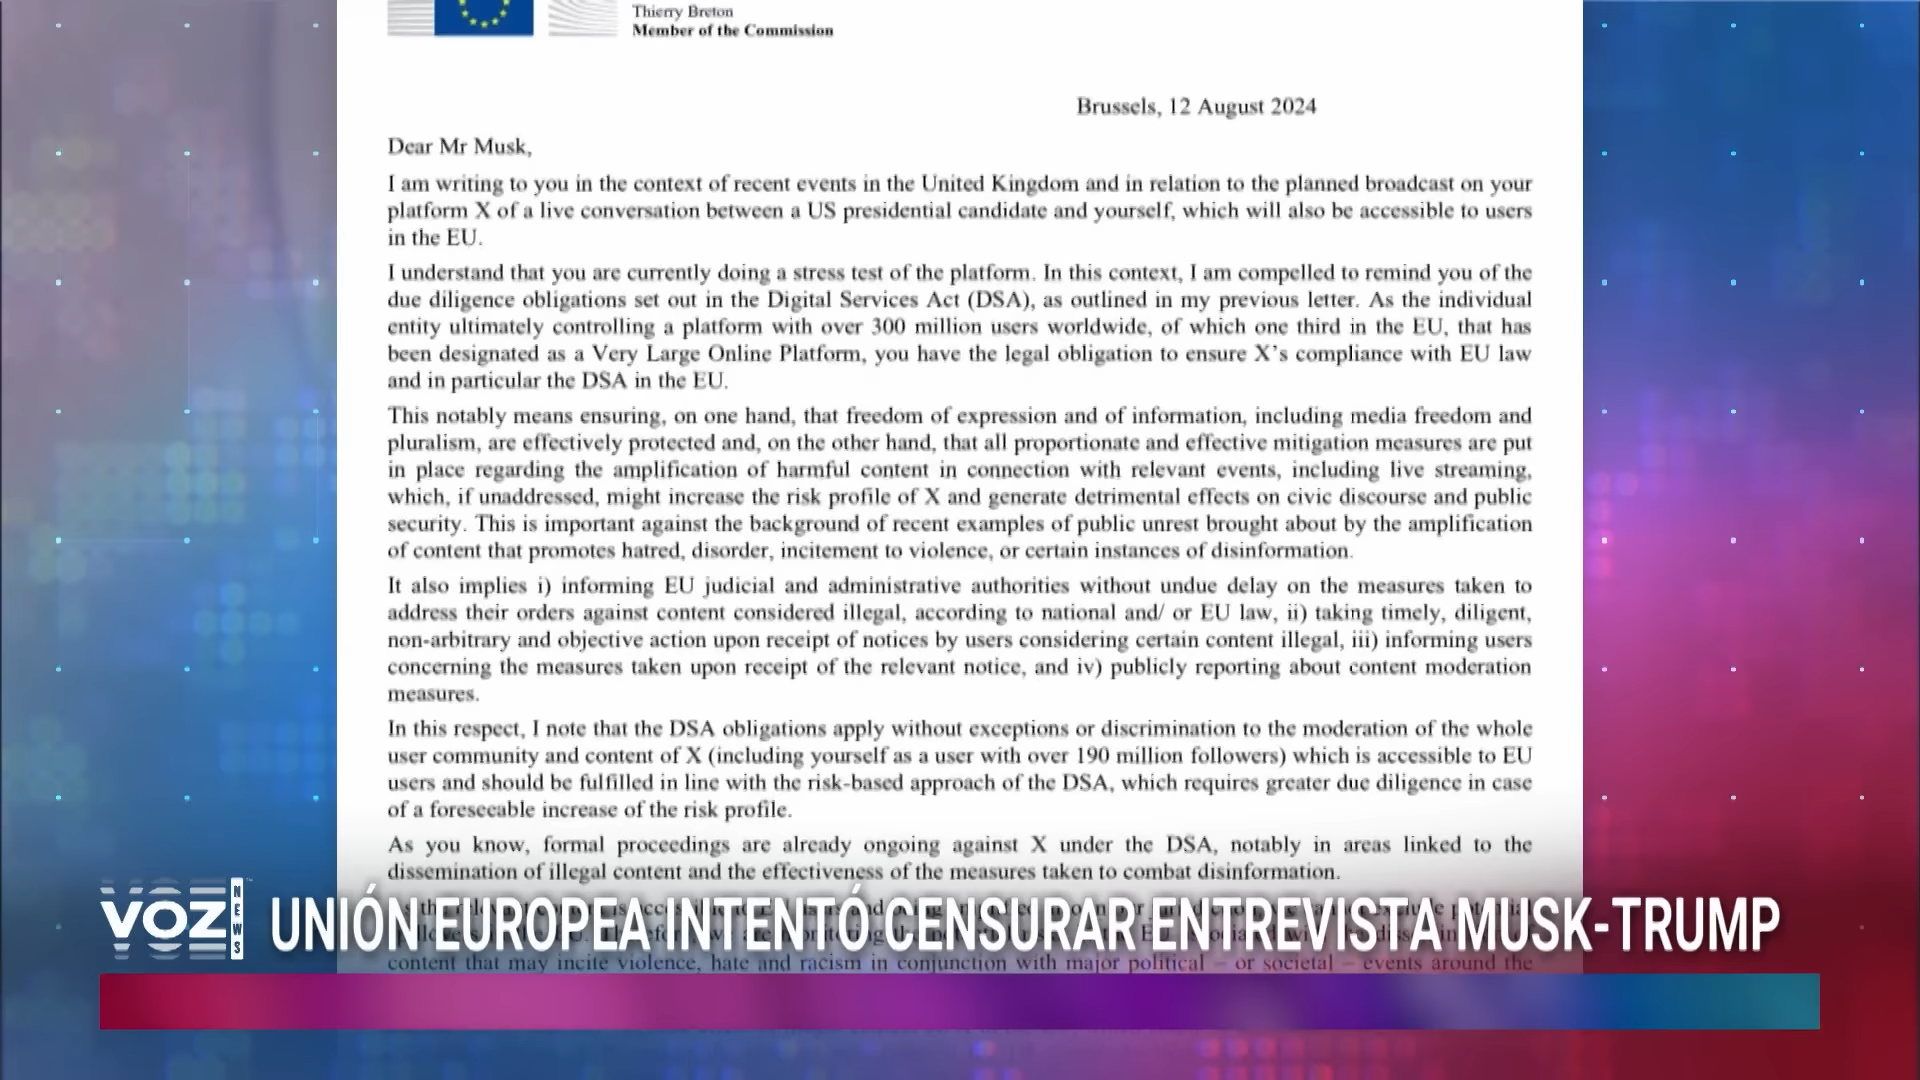 Thierry Breton
Member of the Commission
Brussels, 12 August 2024
Dear Mr Musk,
I am writing to you in the context of recent events in the United Kingdom and in relation to the planned broadcast on your
platform X of a live conversation between a US presidential candidate and yourself, which will also be accessible to users
in the EU.
I understand that you are currently doing a stress test of the platform. In this context, I am compelled to remind you of the
due diligence obligations set out in the Digital Services Act (DSA), as outlined in my previous letter. As the individual
entity ultimately controlling a platform with over 300 million users worldwide, of which one third in the EU, that has
been designated as a Very Large Online Platform, you have the legal obligation to ensure X's compliance with EU law
and in particular the DSA in the EU.
This notably means ensuring, on one hand, that freedom of expression and of information, including media freedom and
pluralism, are effectively protected and, on the other hand, that all proportionate and effective mitigation measures are put
in place regarding the amplification of harmful content in connection with relevant events, including live streaming,
which, if unaddressed, might increase the risk profile of X and generate detrimental effects on civic discourse and public
security. This is important against the background of recent examples of public unrest brought about by the amplification
of content that promotes hatred, disorder, incitement to violence, or certain instances of disinformation.
It also implies i) informing EU judicial and administrative authorities without undue delay on the measures taken to
address their orders against content considered illegal, according to national and/ or EU law, ii) taking timely, diligent,
non-arbitrary and objective action upon receipt of notices by users considering certain content illegal, iii) informing users
concerning the measures taken upon receipt of the relevant notice, and iv) publicly reporting about content moderation
measures.
In this respect, I note that the DSA obligations apply without exceptions or discrimination to the moderation of the whole
user community and content of X (including yourself as a user with over 190 million followers) which is accessible to EU
users and should be fulfilled in line with the risk-based approach of the DSA, which requires greater due diligence in case
of a foreseeable increase of the risk profile.
As you know, formal proceedings are already ongoing against X under the DSA, notably in areas linked to the
dissemination of illegal content and the effectiveness of the measures taken to combat disinformation.
content that may incite violence, hate and racism in conjunction with major political – or societal – events around the
VOZ NEWS
UNIÓN EUROPEA INTENTÓ CENSURAR ENTREVISTA MUSK-TRUMP